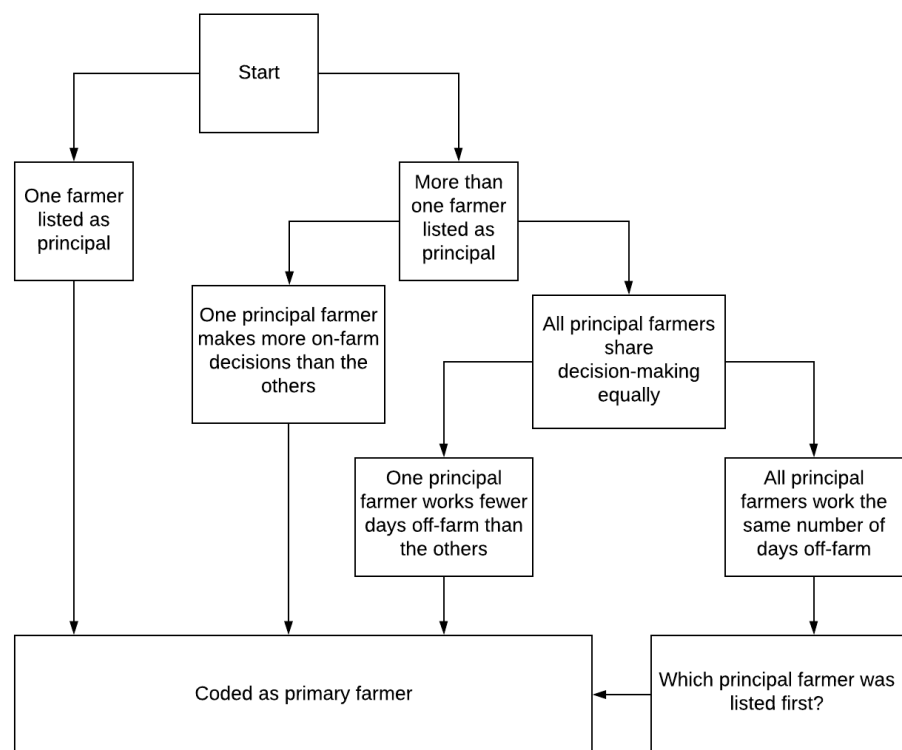 Start
One farmer
listed as
principal
More than
one farmer
listed as
principal
One principal farmer
makes more on-farm
decisions than the
others
All principal farmers
share
decision-making
equally
One principal
farmer works fewer
days off-farm than
the others
All principal
farmers work the
same number of
days off-farm
Coded as primary farmer
Which principal farmer was
listed first?